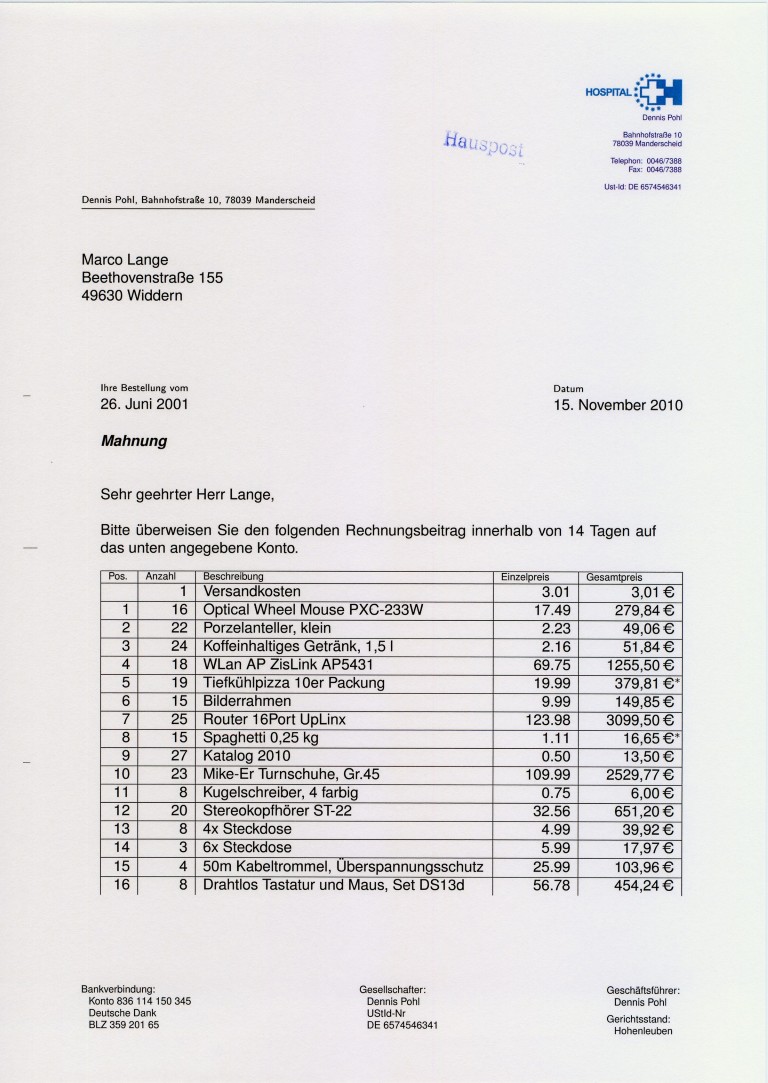 HOSPITAL
Dennis Pohl
Bahnhofstraße 10
78039 Manderscheid
Telephon: 0046/7388
Fax: 0046/7388
Ust-Id: DE 6574546341
Hauspost
Dennis Pohl, Bahnhofstraße 10, 78039 Manderscheid
Marco Lange
Beethovenstraße 155
49630 Widdern
Ihre Bestellung vom Datum
26. Juni 2001 15. November 2010
Mahnung
Sehr geehrter Herr Lange,
Bitte überweisen Sie den folgenden Rechnungsbeitrag innerhalb von 14 Tagen auf
das unten angegebene Konto.
Pos. Anzahl Beschreibung Einzelpreis Gesamtpreis
1 Versandkosten 3.01 3,01 €
1 16 Optical Wheel Mouse PXC-233W 17.49 279,84 €
2 22 Porzelanteller, klein 2.23 49,06 €
3 24 Koffeinhaltiges Getränk, 1,5 l 2.16 51,84 €
4 18 WLan AP ZisLink AP5431 69.75 1255,50 €
5 19 Tiefkühlpizza 10er Packung 19.99 379,81 €*
6 15 Bilderrahmen 9.99 149,85 €
7 25 Router 16Port UpLinx 123.98 3099,50 €
8 15 Spaghetti 0,25 kg 1.11 16,65 €*
9 27 Katalog 2010 0.50 13,50 €
10 23 Mike-Er Turnschuhe, Gr.45 109.99 2529,77 €
11 8 Kugelschreiber, 4 farbig 0.75 6,00 €
12 20 Stereokopfhörer ST-22 32.56 651,20 €
13 8 4x Steckdose 4.99 39,92 €
14 3 6x Steckdose 5.99 17,97 €
15 4 50m Kabeltrommel, Überspannungsschutz 25.99 103,96 €
16 8 Drahtlos Tastatur und Maus, Set DS13d 56.78 454,24 €
Bankverbindung:
Konto 836 114 150 345
Deutsche Dank
BLZ 359 201 65
Gesellschafter:
Dennis Pohl
UStId-Nr
DE 6574546341
Geschäftsführer:
Dennis Pohl
Gerichtsstand:
Hohenleuben